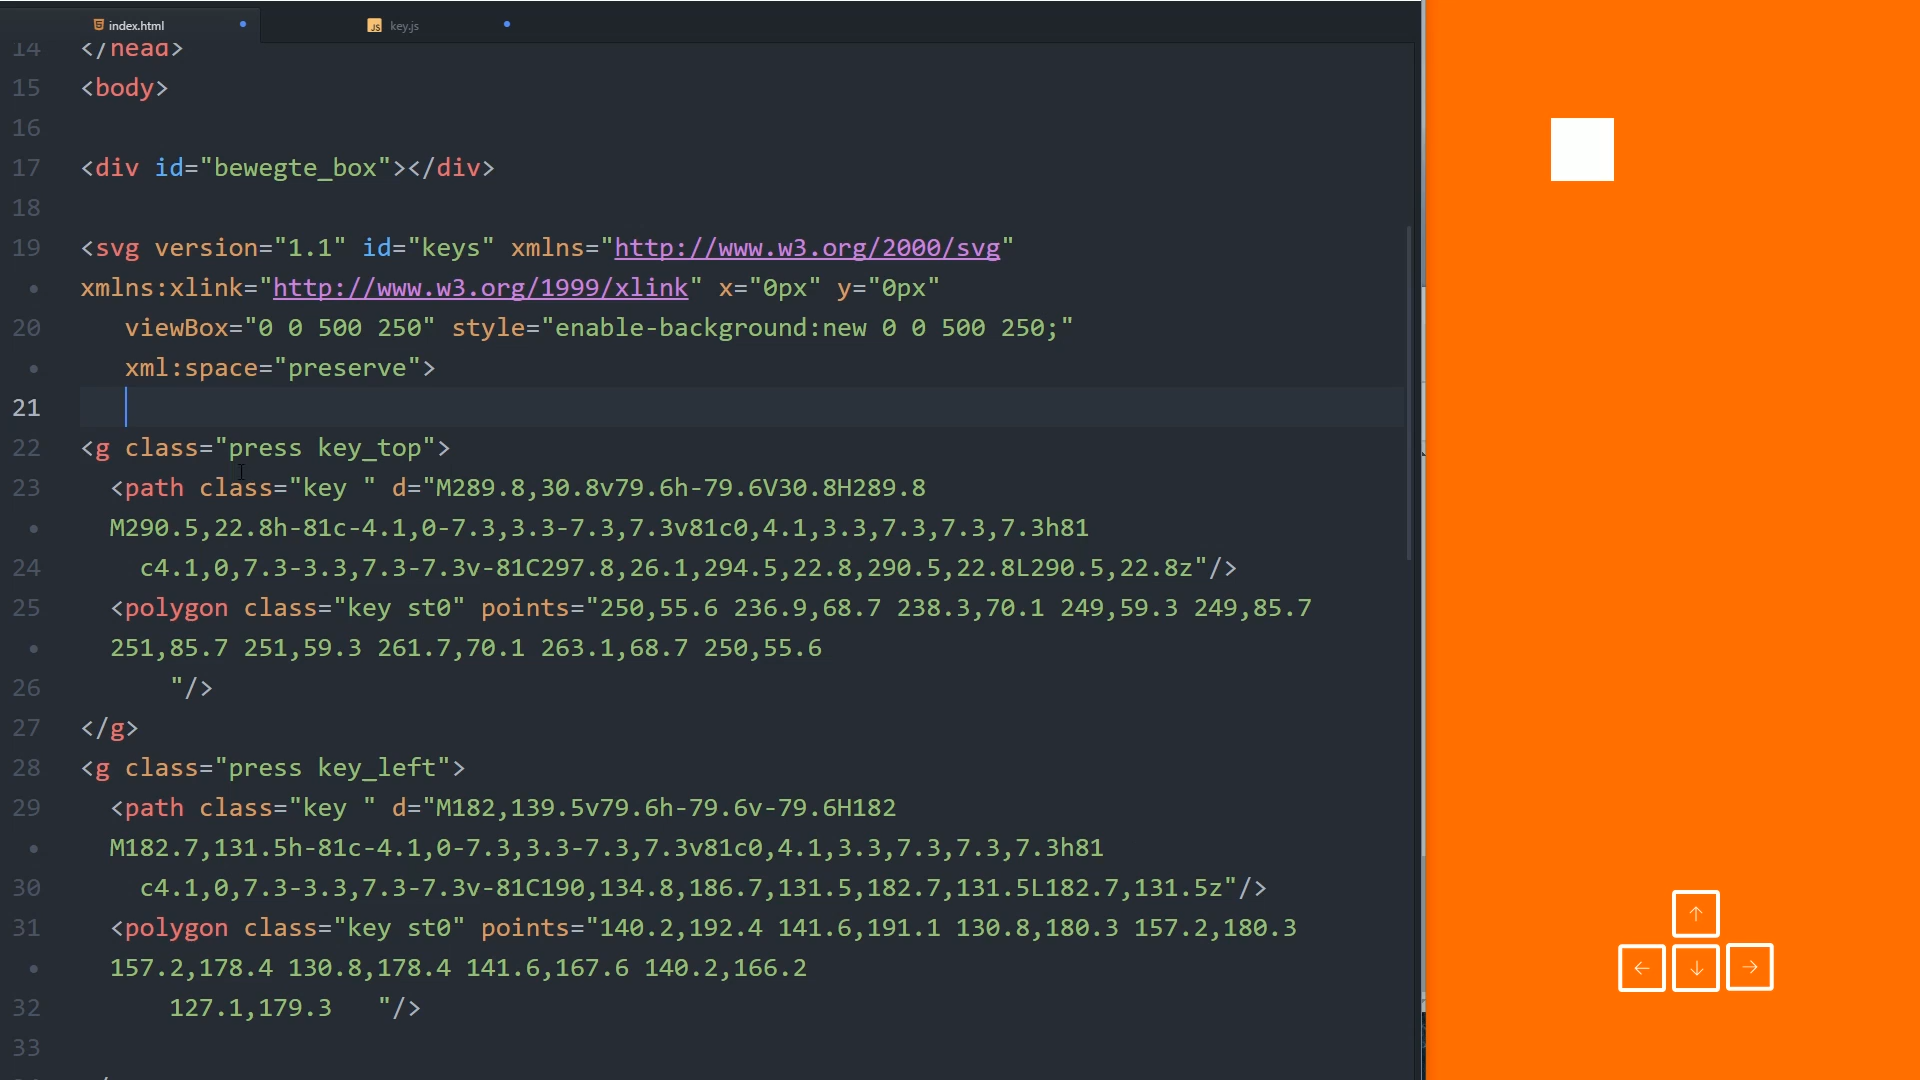 index.html
key.js
14 </head>
15 <body>
16
17 <div id="bewegte_box"></div>
18
19 <svg version="1.1" id="keys" xmlns="http://www.w3.org/2000/svg"
• xmlns:xlink="http://www.w3.org/1999/xlink" x="0px" y="0px"
20 viewBox="0 0 500 250" style="enable-background:new 0 0 500 250;"
• xml:space="preserve">
21
22 <g class="press key_top">
23 <path class="key " d="M289.8,30.8v79.6h-79.6V30.8H289.8
• M290.5,22.8h-81c-4.1,0-7.3,3.3-7.3,7.3v81c0,4.1,3.3,7.3,7.3,7.3h81
24 c4.1,0,7.3-3.3,7.3-7.3v-81C297.8,26.1,294.5,22.8,290.5,22.8L290.5,22.8z"/>
25 <polygon class="key st0" points="250,55.6 236.9,68.7 238.3,70.1 249,59.3 249,85.7
• 251,85.7 251,59.3 261.7,70.1 263.1,68.7 250,55.6
26 "/>
27 </g>
28 <g class="press key_left">
29 <path class="key " d="M182,139.5v79.6h-79.6v-79.6H182
• M182.7,131.5h-81c-4.1,0-7.3,3.3-7.3,7.3v81c0,4.1,3.3,7.3,7.3,7.3h81
30 c4.1,0,7.3-3.3,7.3-7.3v-81C190,134.8,186.7,131.5,182.7,131.5L182.7,131.5z"/>
31 <polygon class="key st0" points="140.2,192.4 141.6,191.1 130.8,180.3 157.2,180.3
• 157.2,178.4 130.8,178.4 141.6,167.6 140.2,166.2
32 127.1,179.3 "/>
33
↑
← ↓ →